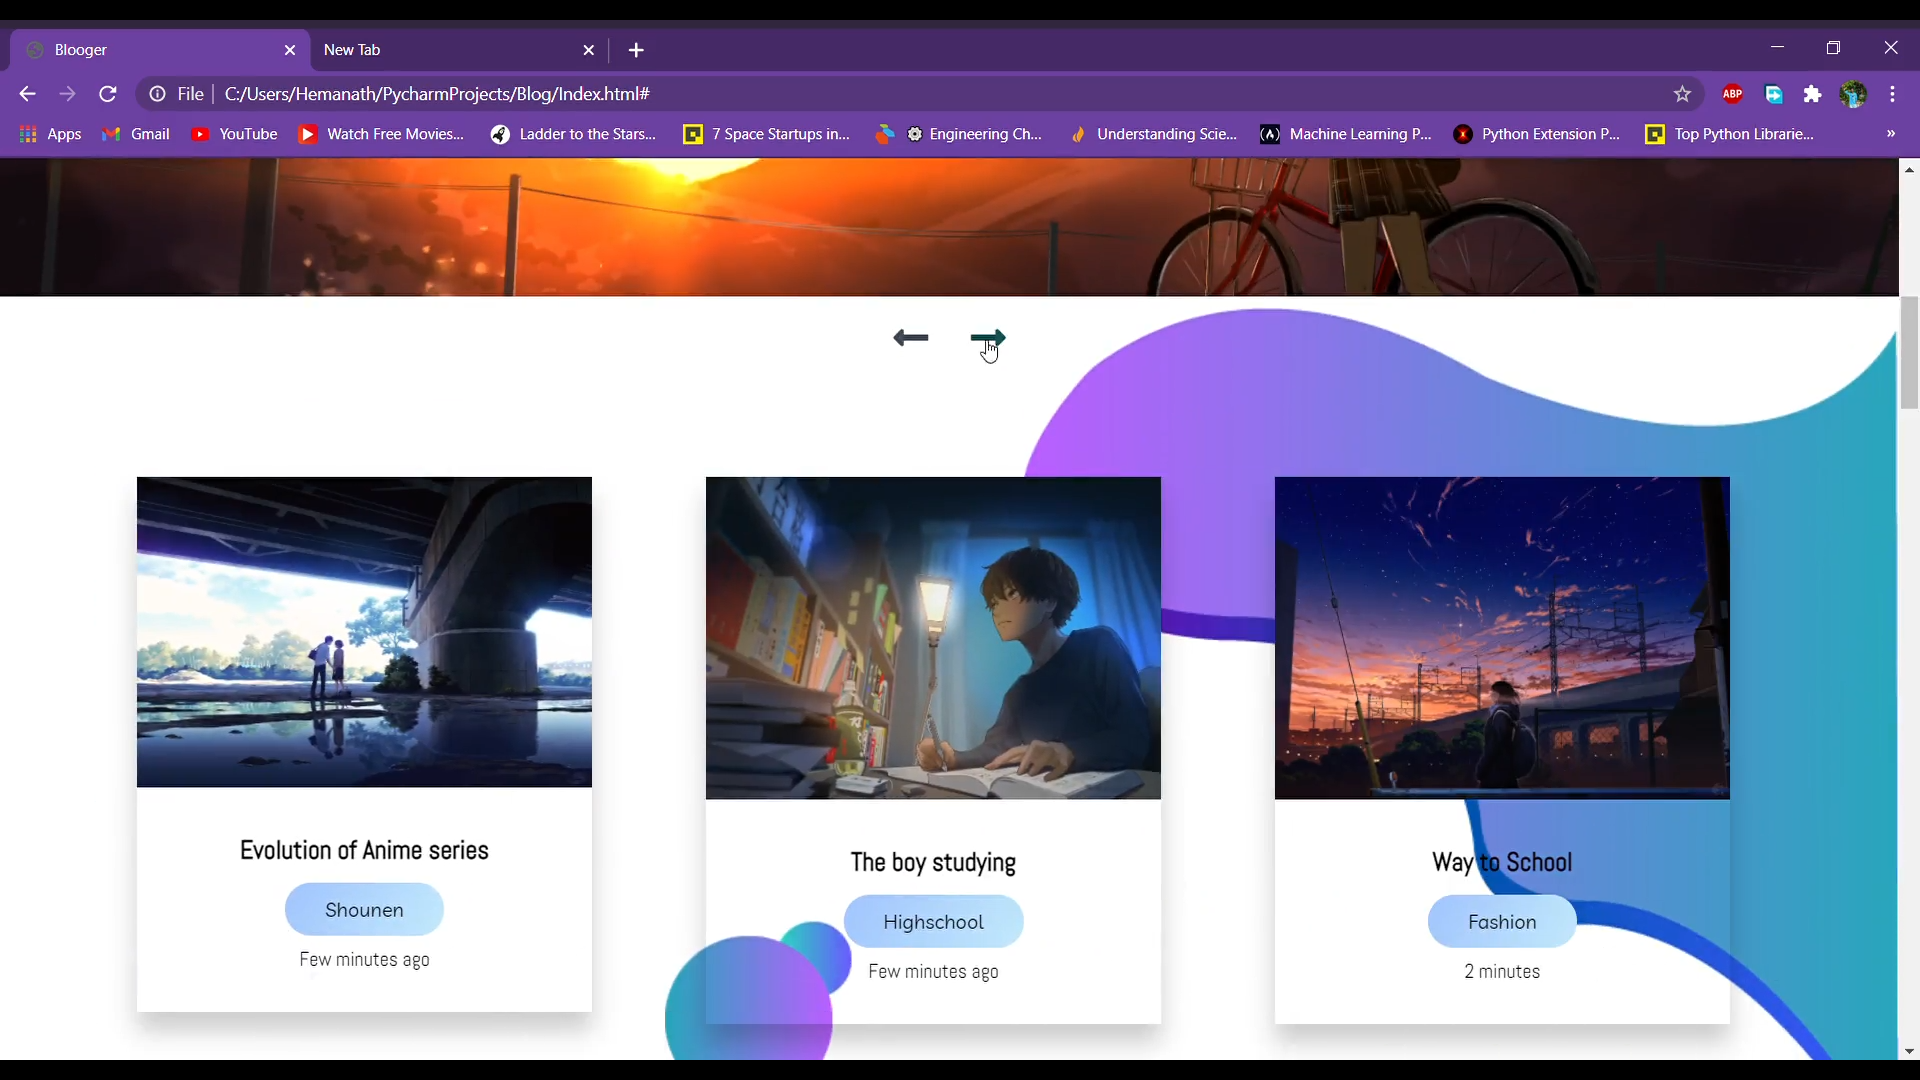 Blooger
New Tab
File C:/Users/Hemanath/PycharmProjects/Blog/Index.html#
ABP
Apps Gmail YouTube Watch Free Movies... Ladder to the Stars... 7 Space Startups in... Engineering Ch... Understanding Scie... Machine Learning P... Python Extension P... Top Python Librarie... »
Evolution of Anime series
Shounen
Few minutes ago
The boy studying
Highschool
Few minutes ago
Way to School
Fashion
2 minutes